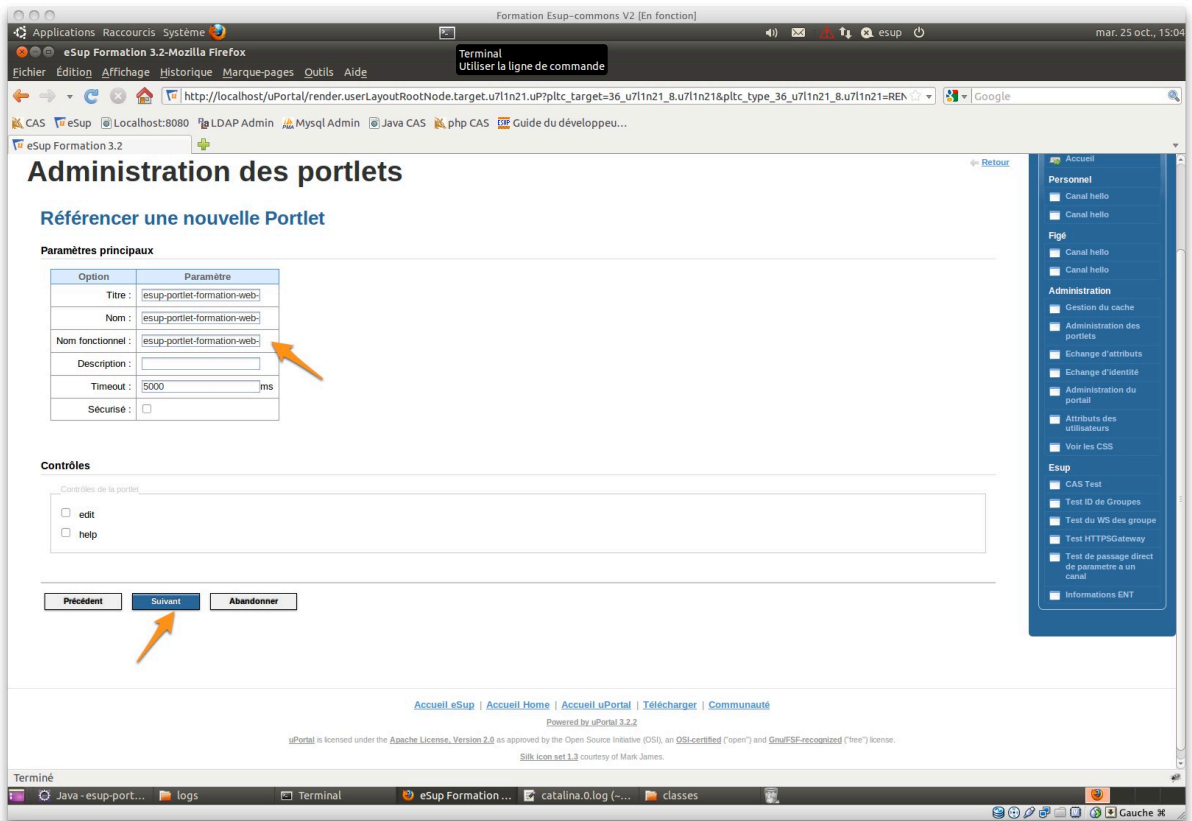 Formation Esup-commons V2 [En fonction]
Applications Raccourcis Système
esup
mar. 25 oct., 15:04
eSup Formation 3.2-Mozilla Firefox
Terminal
Utiliser la ligne de commande
Fichier Édition Affichage Historique Marque-pages Outils Aide
http://localhost/uPortal/render.userLayoutRootNode.target.u7l1n21.uP?pltc_target=36_u7l1n21_8.u7l1n21&pltc_type_36_u7l1n21_8.u7l1n21=REN
Google
CAS eSup Localhost:8080 LDAP Admin Mysql Admin Java CAS php CAS Guide du développeu...
eSup Formation 3.2
Administration des portlets
Retour
Référencer une nouvelle Portlet
Paramètres principaux
Option Paramètre
Titre : esup-portlet-formation-web-
Nom : esup-portlet-formation-web-
Nom fonctionnel : esup-portlet-formation-web-
Description :
Timeout : 5000 ms
Sécurisé :
Contrôles
Contrôles de la portlet
edit
help
Précédent Suivant Abandonner
Accueil
Personnel
Canal hello
Canal hello
Figé
Canal hello
Canal hello
Administration
Gestion du cache
Administration des
portlets
Echange d'attributs
Echange d'identité
Administration du
portail
Attributs des
utilisateurs
Voir les CSS
Esup
CAS Test
Test ID de Groupes
Test du WS des groupe
Test HTTPSGateway
Test de passage direct
de parametre a un
canal
Informations ENT
Accueil eSup | Accueil Home | Accueil uPortal | Télécharger | Communauté
Powered by uPortal 3.2.2
uPortal is licensed under the Apache License, Version 2.0 as approved by the Open Source Initiative (OSI), an OSI-certified ("open") and Gnu/FSF-recognized ("free") license.
Silk icon set 1.3 courtesy of Mark James.
Terminé
Java - esup-port... logs Terminal eSup Formation ... catalina.0.log (~... classes
Gauche ⌘